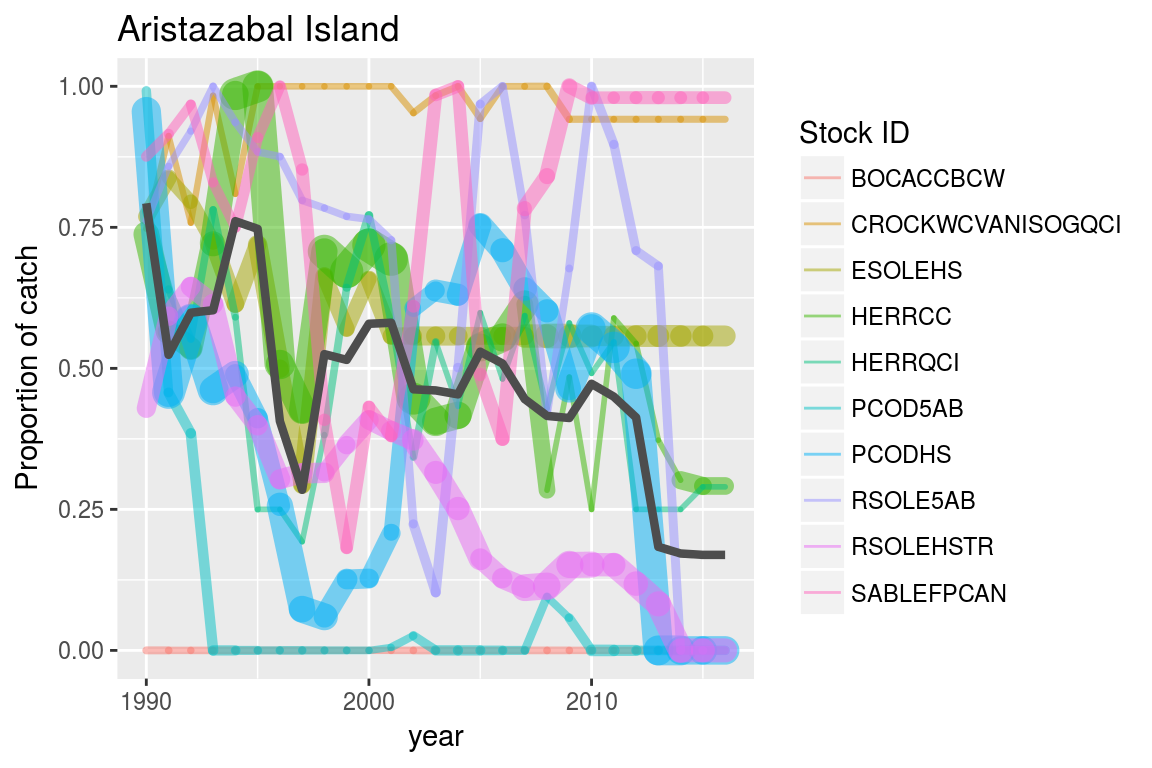 Aristazabal Island
1.00
0.75
0.50
0.25
0.00
Proportion of catch
1990
2000
2010
year
Stock ID
BOCACCBCW
CROCKWCVANISOGQCI
ESOLEHS
HERRCC
HERRQCI
PCOD5AB
PCODHS
RSOLE5AB
RSOLEHSTR
SABLEFPCAN